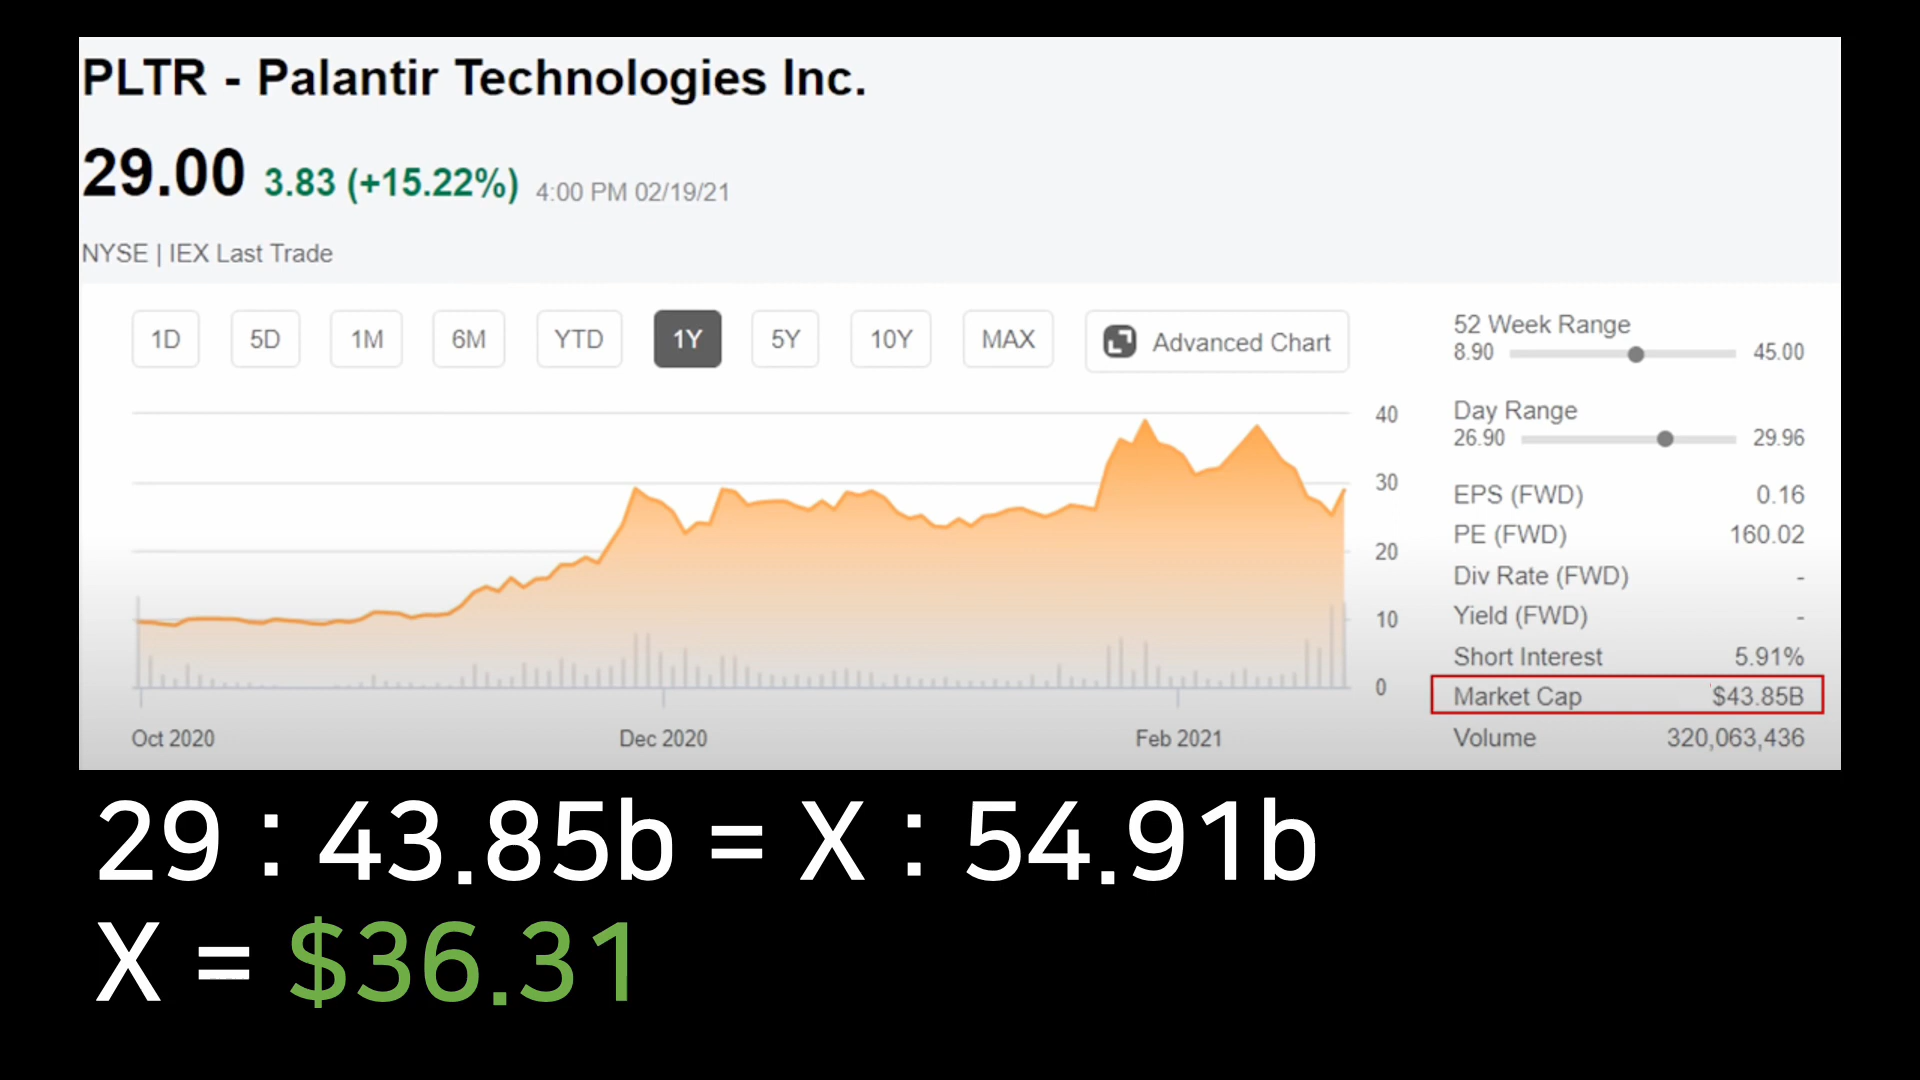 PLTR - Palantir Technologies Inc.
29.00 3.83 (+15.22%) 4:00 PM 02/19/21
NYSE | IEX Last Trade
1D 5D 1M 6M YTD 1Y 5Y 10Y MAX Advanced Chart
40
30
20
10
0
Oct 2020 Dec 2020 Feb 2021
52 Week Range
8.90 45.00
Day Range
26.90 29.96
EPS (FWD) 0.16
PE (FWD) 160.02
Div Rate (FWD) -
Yield (FWD) -
Short Interest 5.91%
Market Cap $43.85B
Volume 320,063,436
29 : 43.85b = X : 54.91b
X = $36.31